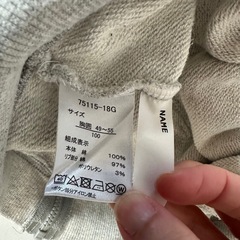 75115-18G
サイズ
胸囲 49～55
100
組成表示
本体 綿 100%
リブ部分 綿 97%
ポリウレタン 3%
NAME